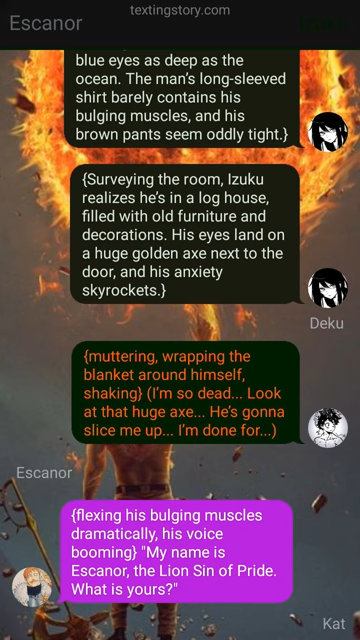 textingstory.com
Escanor
Deku
blue eyes as deep as the
ocean. The man's long-sleeved
shirt barely contains his
bulging muscles, and his
brown pants seem oddly tight.}
{Surveying the room, Izuku
realizes he's in a log house,
filled with old furniture and
decorations. His eyes land on
a huge golden axe next to the
door, and his anxiety
skyrockets.}
Deku
{muttering, wrapping the
blanket around himself,
shaking} (I'm so dead... Look
at that huge axe... He's gonna
slice me up... I'm done for...)
Escanor
{flexing his bulging muscles
dramatically, his voice
booming} "My name is
Escanor, the Lion Sin of Pride.
What is yours?"
Kat